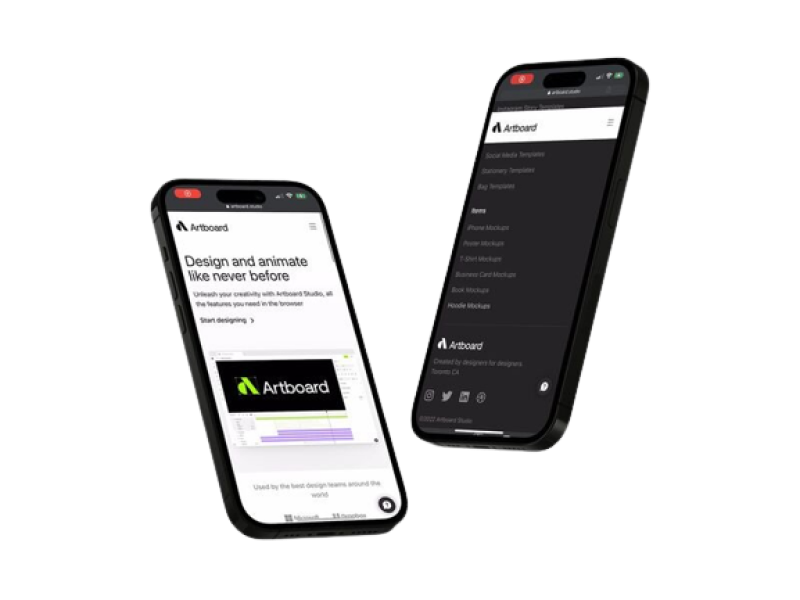 artboard.studio
Artboard
Design and animate
like never before
Unleash your creativity with Artboard Studio, all
the features you need in the browser
Start designing
Artboard
Used by the best design teams around the
world
Microsoft
Dropbox
artboard.studio
Instagram Story Templates
Artboard
Social Media Templates
Stationery Templates
Bag Templates
Items
iPhone Mockups
Poster Mockups
T-Shirt Mockups
Business Card Mockups
Book Mockups
Hoodie Mockups
Artboard
Created by designers for designers.
Toronto CA
©2022 Artboard Studio